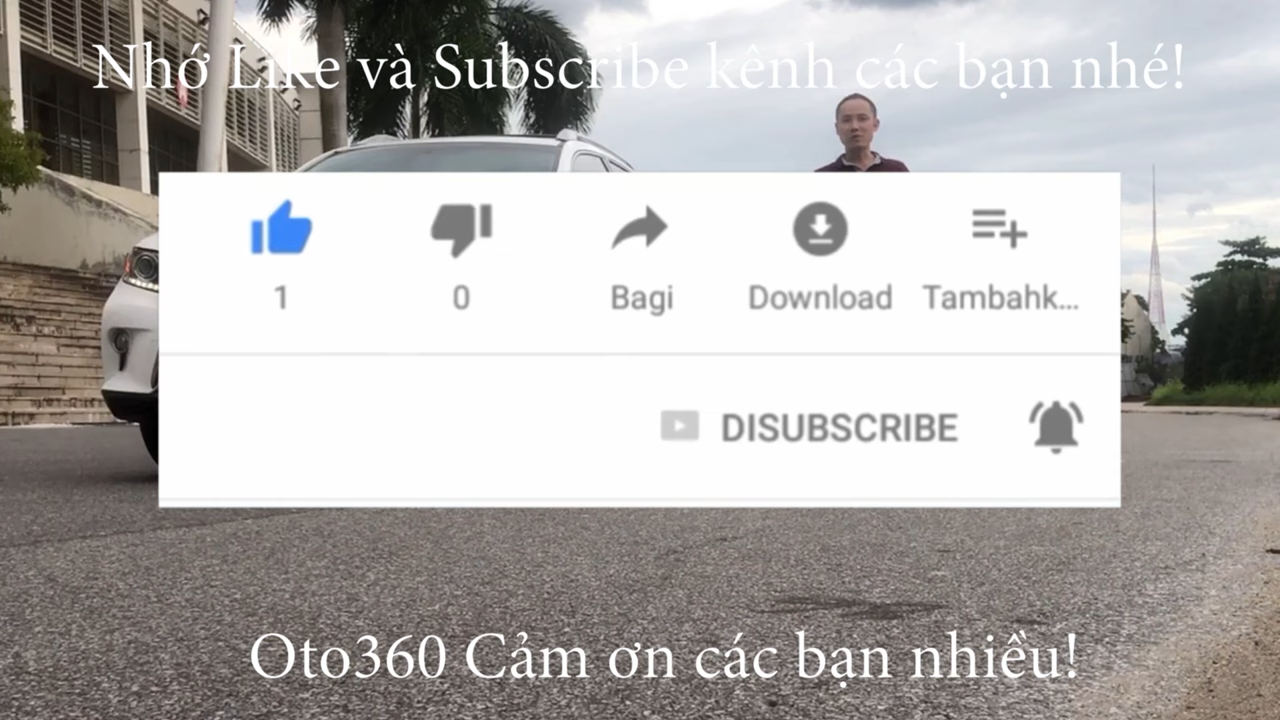 Nhớ Like và Subscribe kênh các bạn nhé!
1 0 Bagi Download Tambahk...
DISUBSCRIBE
Oto360 Cảm ơn các bạn nhiều!